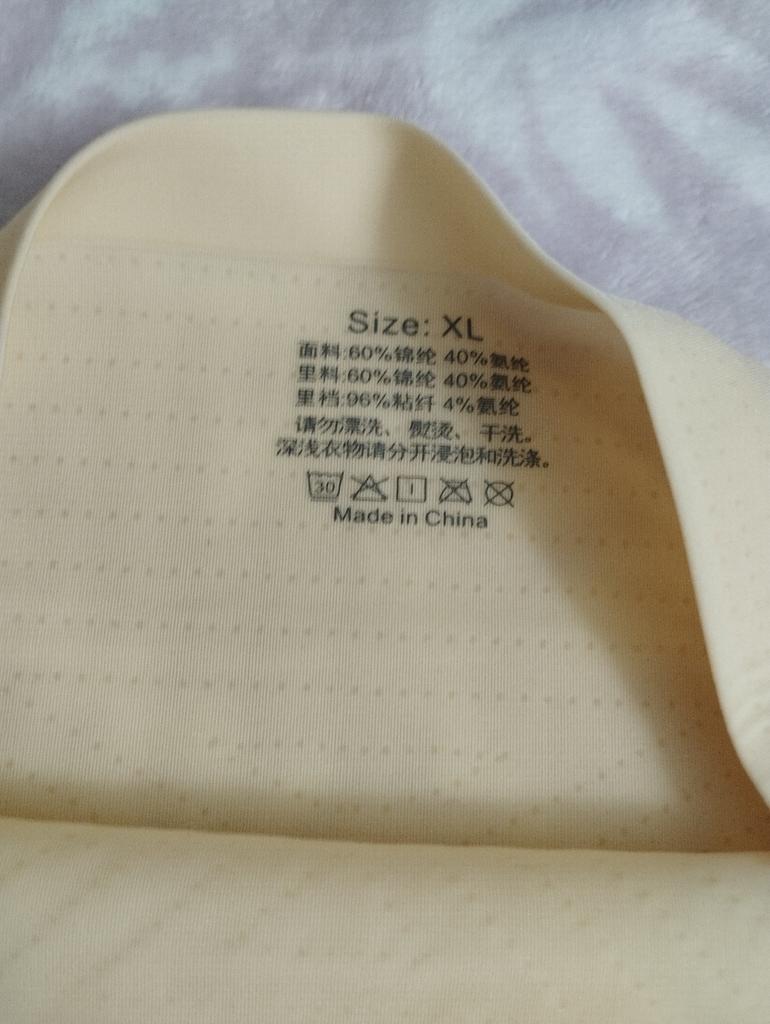 Size: XL
面料:60%锦纶 40%氨纶
里料:60%锦纶 40%氨纶
里裆:96%粘纤 4%氨纶
请勿漂洗、熨烫、干洗。
深浅衣物请分开浸泡和洗涤。
30
Made in China